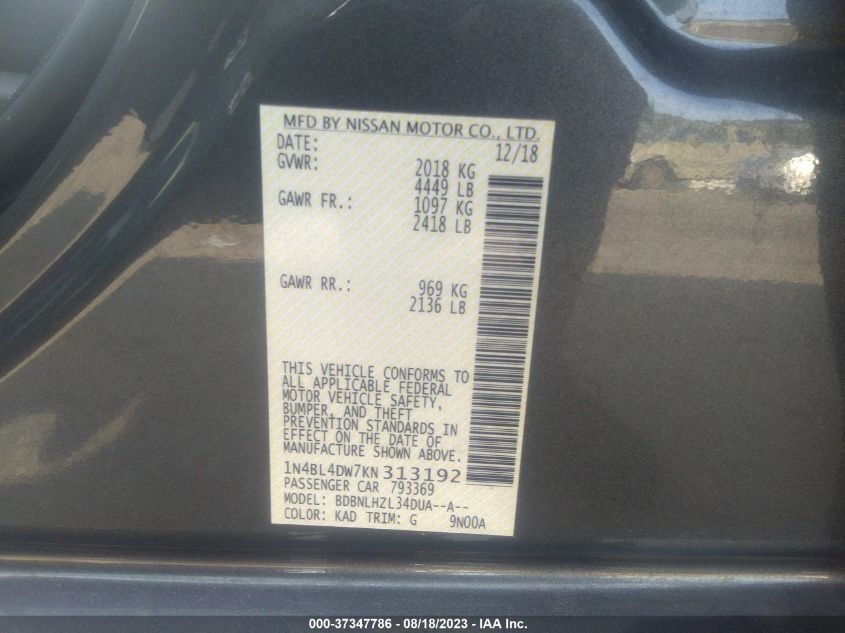 MFD BY NISSAN MOTOR CO., LTD.
DATE: 12/18
GVWR: 2018 KG
4449 LB
GAWR FR.: 1097 KG
2418 LB
GAWR RR.: 969 KG
2136 LB
THIS VEHICLE CONFORMS TO
ALL APPLICABLE FEDERAL
MOTOR VEHICLE SAFETY,
BUMPER, AND THEFT
PREVENTION STANDARDS IN
EFFECT ON THE DATE OF
MANUFACTURE SHOWN ABOVE.
1N4BL4DW7KN313192
PASSENGER CAR 793369
MODEL: BDBNLHZL34DUA--A--
COLOR: KAD TRIM: G 9N00A
000-37347786 - 08/18/2023 - IAA Inc.